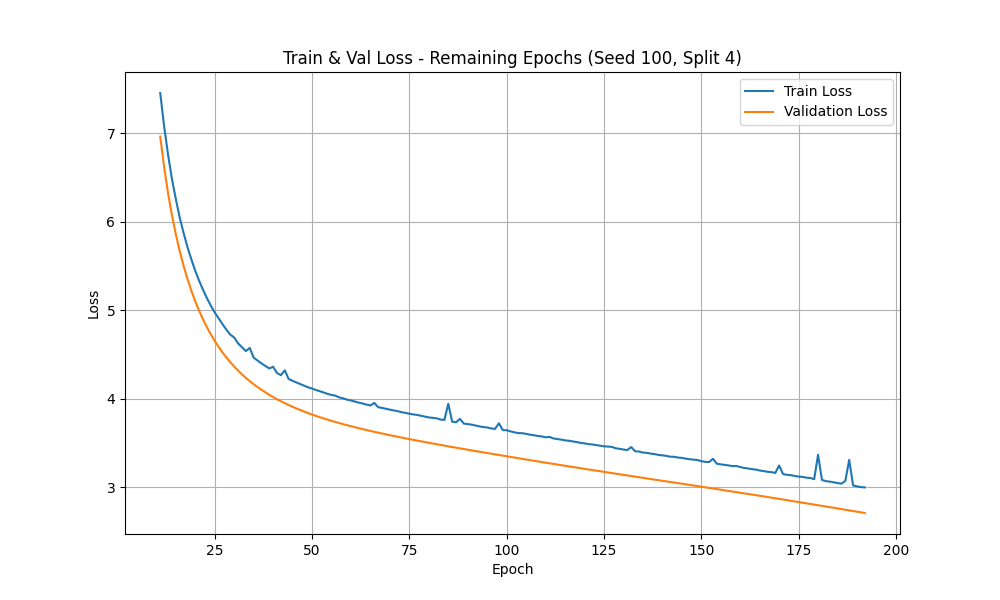 Train & Val Loss - Remaining Epochs (Seed 100, Split 4)
Train Loss
Validation Loss
Loss
7
6
5
4
3
25 50 75 100 125 150 175 200
Epoch